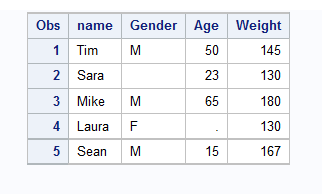 Obs name Gender Age Weight
1 Tim M 50 145
2 Sara 23 130
3 Mike M 65 180
4 Laura F . 130
5 Sean M 15 167